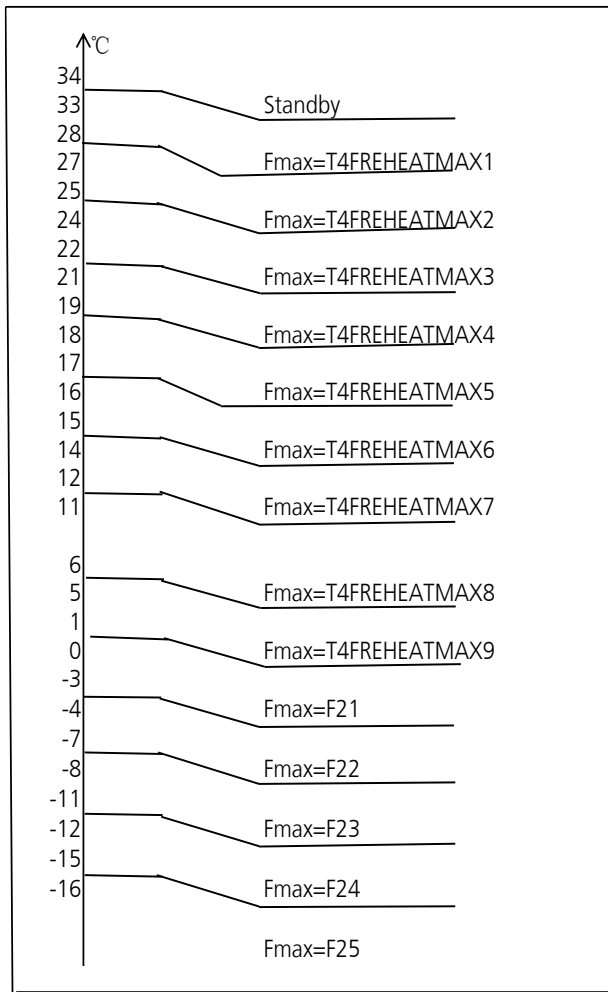 ℃
34
33
Standby
28
27
Fmax=T4FREHEATMAX1
25
24
Fmax=T4FREHEATMAX2
22
21
Fmax=T4FREHEATMAX3
19
18
Fmax=T4FREHEATMAX4
17
16
Fmax=T4FREHEATMAX5
15
14
Fmax=T4FREHEATMAX6
12
11
Fmax=T4FREHEATMAX7
6
5
Fmax=T4FREHEATMAX8
1
0
Fmax=T4FREHEATMAX9
-3
-4
Fmax=F21
-7
-8
Fmax=F22
-11
-12
Fmax=F23
-15
-16
Fmax=F24
Fmax=F25